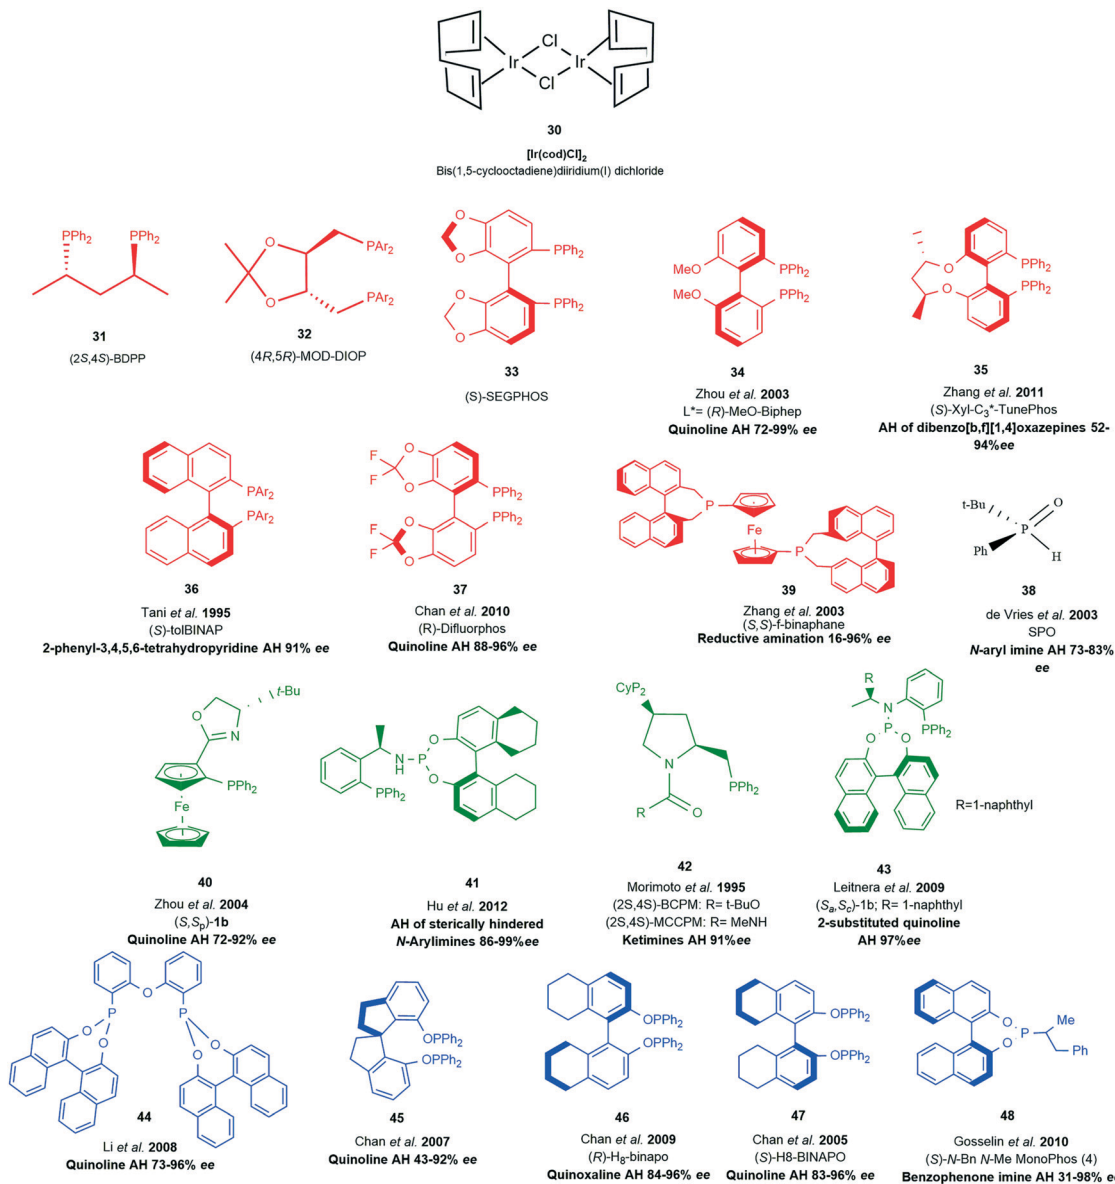 Cl
Ir
Ir
Cl
30
[Ir(cod)Cl]2
Bis(1,5-cyclooctadiene)diiridium(I) dichloride
PPh2
PPh2
31
(2S,4S)-BDPP
O
O
PAr2
PAr2
32
(4R,5R)-MOD-DIOP
O
O
PPh2
O
O
PPh2
33
(S)-SEGPHOS
MeO
PPh2
MeO
PPh2
34
Zhou et al. 2003
L*= (R)-MeO-Biphep
Quinoline AH 72-99% ee
O
PPh2
PPh2
O
35
Zhang et al. 2011
(S)-Xyl-C3*-TunePhos
AH of dibenzo[b,f][1,4]oxazepines 52-
94%ee
PAr2
PAr2
36
Tani et al. 1995
(S)-tolBINAP
2-phenyl-3,4,5,6-tetrahydropyridine AH 91% ee
F
F
O
O
PPh2
F
F
O
O
PPh2
37
Chan et al. 2010
(R)-Difluorphos
Quinoline AH 88-96% ee
P
Fe
P
39
Zhang et al. 2003
(S,S)-f-binaphane
Reductive amination 16-96% ee
t-Bu
O
P
Ph
H
38
de Vries et al. 2003
SPO
N-aryl imine AH 73-83%
ee
t-Bu
O
N
PPh2
Fe
40
Zhou et al. 2004
(S,Sp)-1b
Quinoline AH 72-92% ee
O
NH
P
O
PPh2
41
Hu et al. 2012
AH of sterically hindered
N-Arylimines 86-99%ee
CyP2
N
PPh2
R
O
42
Morimoto et al. 1995
(2S,4S)-BCPM: R= t-BuO
(2S,4S)-MCCPM: R= MeNH
Ketimines AH 91%ee
R
N
P
PPh2
O
O
R=1-naphthyl
43
Leitnera et al. 2009
(Sa,Sc)-1b; R= 1-naphthyl
2-substituted quinoline
AH 97%ee
O
P
P
O
O
O
O
44
Li et al. 2008
Quinoline AH 73-96% ee
OPPh2
OPPh2
45
Chan et al. 2007
Quinoline AH 43-92% ee
OPPh2
OPPh2
46
Chan et al. 2009
(R)-H8-binapo
Quinoxaline AH 84-96% ee
OPPh2
OPPh2
47
Chan et al. 2005
(S)-H8-BINAPO
Quinoline AH 83-96% ee
Me
O
P
O
Ph
48
Gosselin et al. 2010
(S)-N-Bn N-Me MonoPhos (4)
Benzophenone imine AH 31-98% e